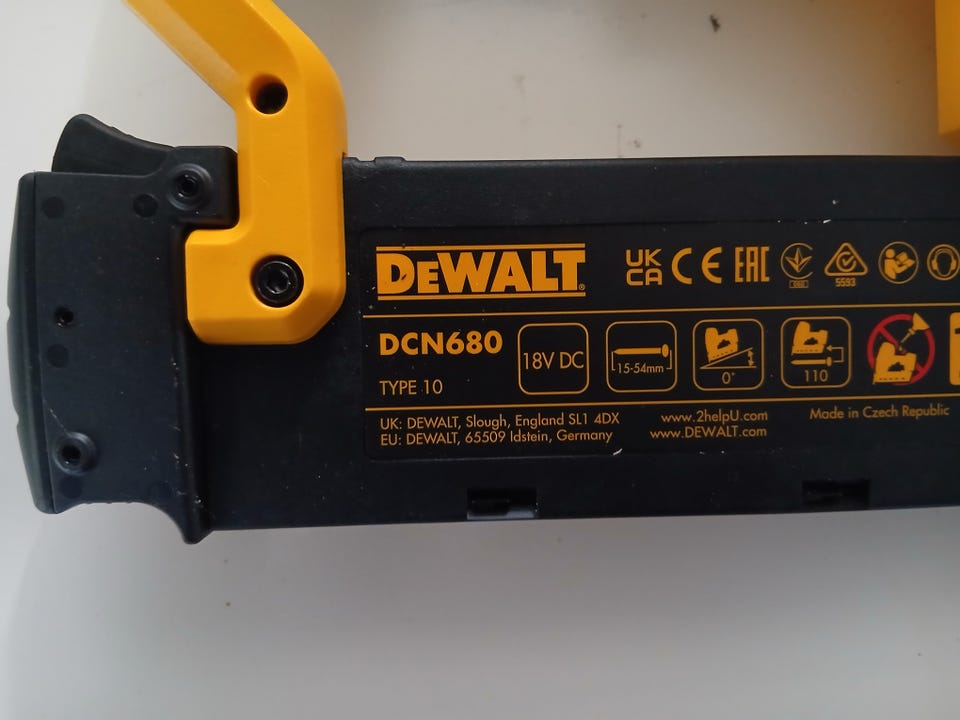 DEWALT®
UK CA CE EAC
5593
DCN680
TYPE 10
18V DC
15-54mm
0°
110
UK: DEWALT, Slough, England SL1 4DX
EU: DEWALT, 65509 Idstein, Germany
www.2helpU.com
www.DEWALT.com
Made in Czech Republic